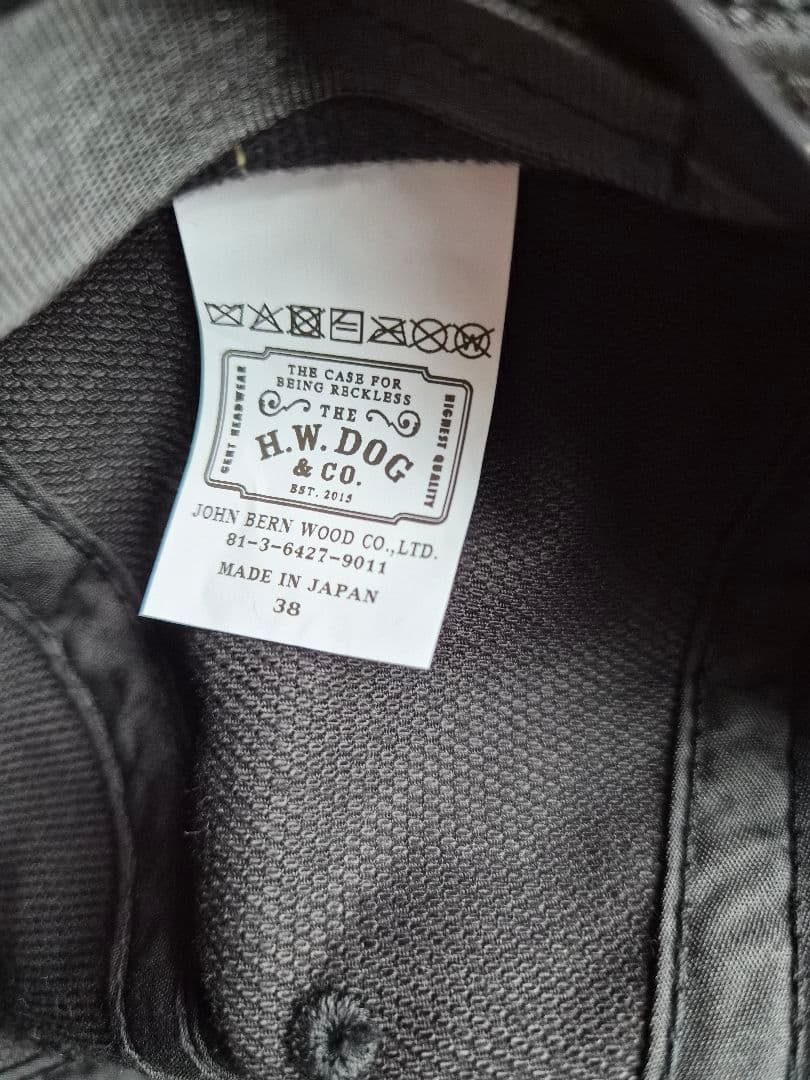 THE CASE FOR
BEING RECKLESS
THE
H.W. DOG
& CO.
EST. 2015
GENT HEADWEAR
HIGHEST QUALITY
JOHN BERN WOOD CO.,LTD.
81-3-6427-9011
MADE IN JAPAN
38